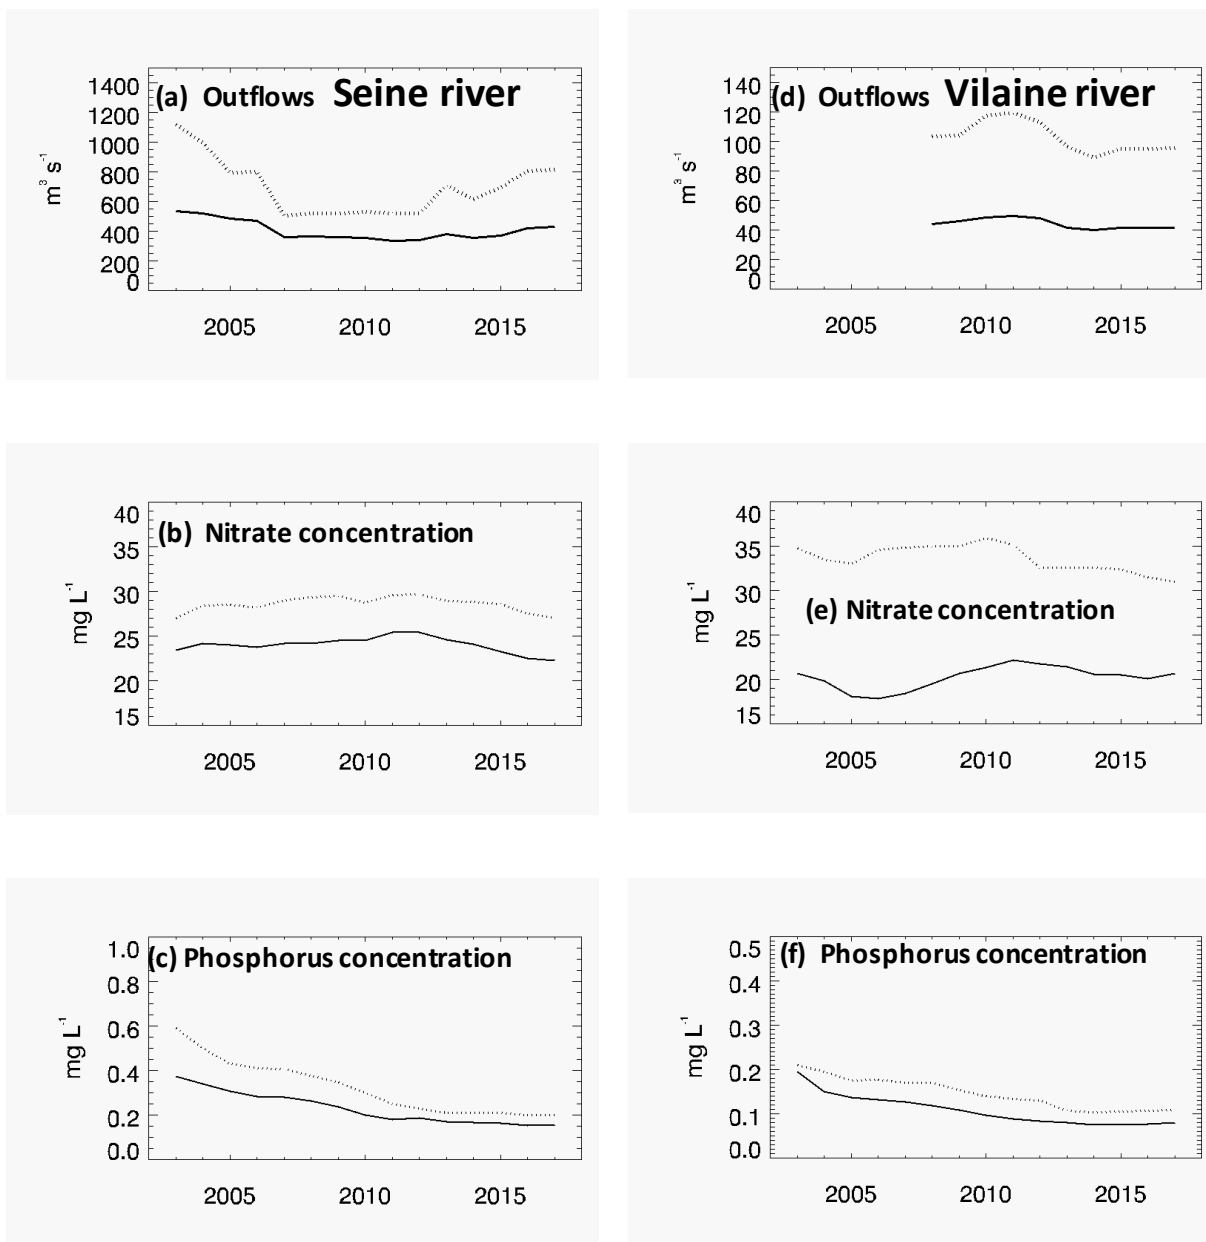 (a) Outflows Seine river
1400
1200
1000
800
600
400
200
0
m³ s⁻¹
2005 2010 2015
(d) Outflows Vilaine river
140
120
100
80
60
40
20
0
m³ s⁻¹
2005 2010 2015
(b) Nitrate concentration
40
35
30
25
20
15
mg L⁻¹
2005 2010 2015
(e) Nitrate concentration
40
35
30
25
20
15
mg L⁻¹
2005 2010 2015
(c) Phosphorus concentration
1.0
0.8
0.6
0.4
0.2
0.0
mg L⁻¹
2005 2010 2015
(f) Phosphorus concentration
0.5
0.4
0.3
0.2
0.1
0.0
mg L⁻¹
2005 2010 2015